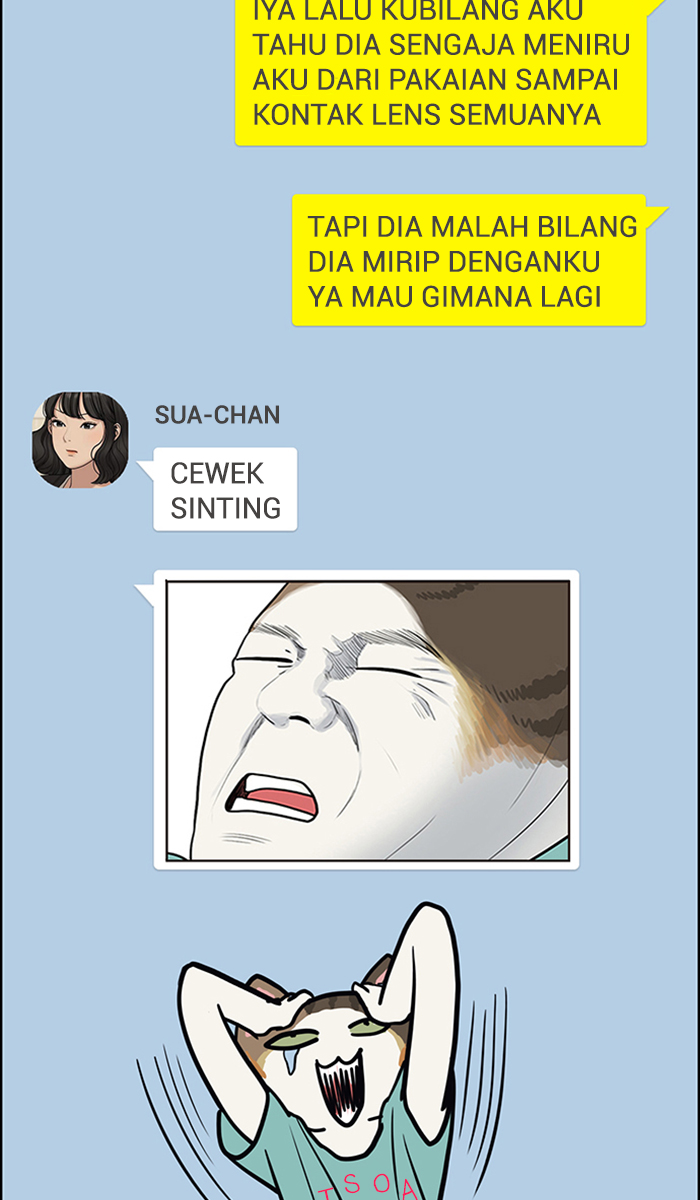 IYA LALU KUBILANG AKU
TAHU DIA SENGAJA MENIRU
AKU DARI PAKAIAN SAMPAI
KONTAK LENS SEMUANYA
TAPI DIA MALAH BILANG
DIA MIRIP DENGANKU
YA MAU GIMANA LAGI
SUA-CHAN
CEWEK
SINTING
TSOA